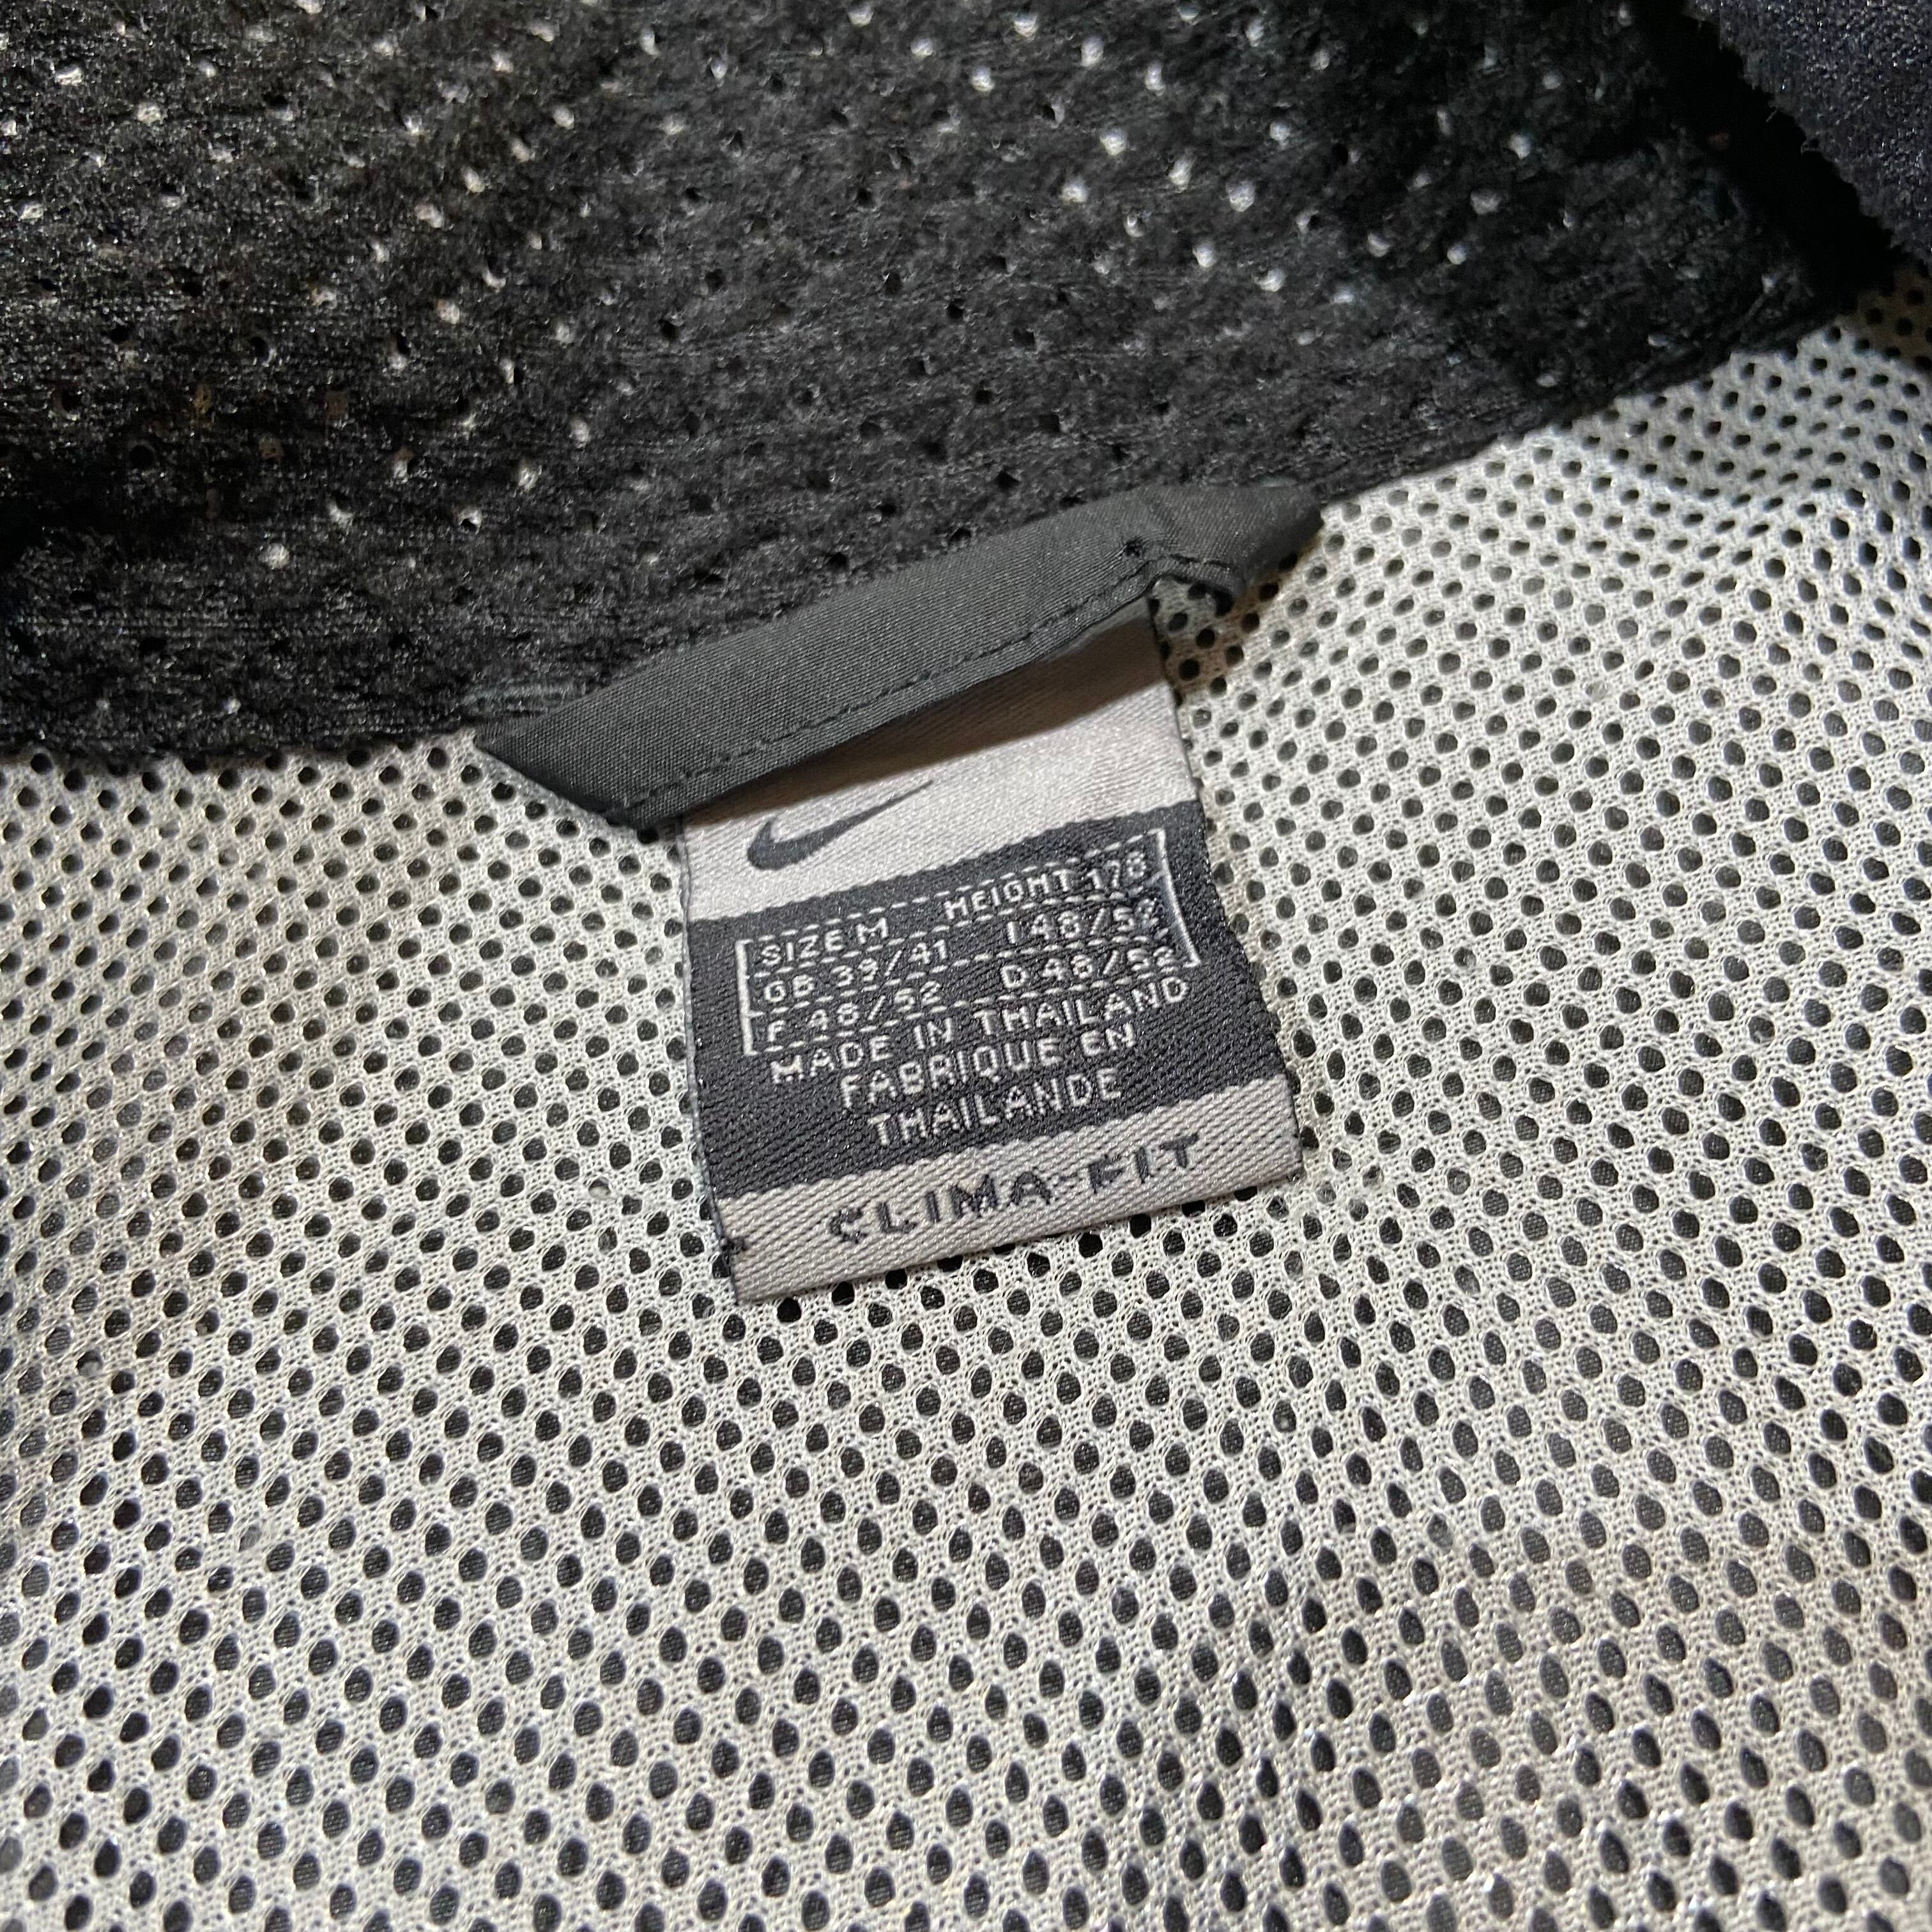 SIZE M HEIGHT 178
GB 39/41 I 48/52
F 48/52 D 48/52
MADE IN THAILAND
FABRIQUE EN
THAILANDE
CLIMA-FIT